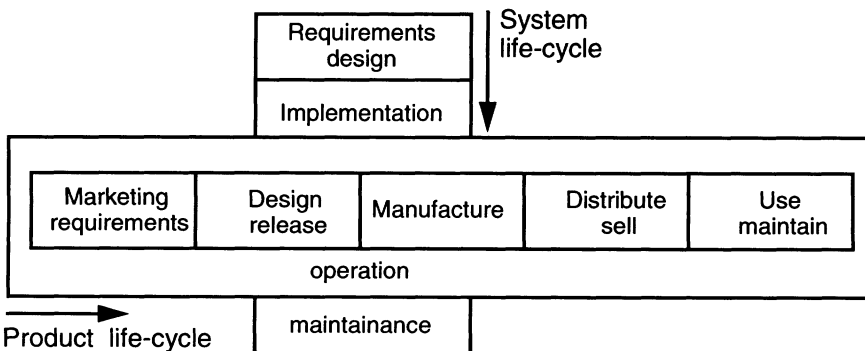 Requirements
design
System
life-cycle
Implementation
Marketing
requirements
Design
release
Manufacture
Distribute
sell
Use
maintain
operation
maintainance
Product life-cycle